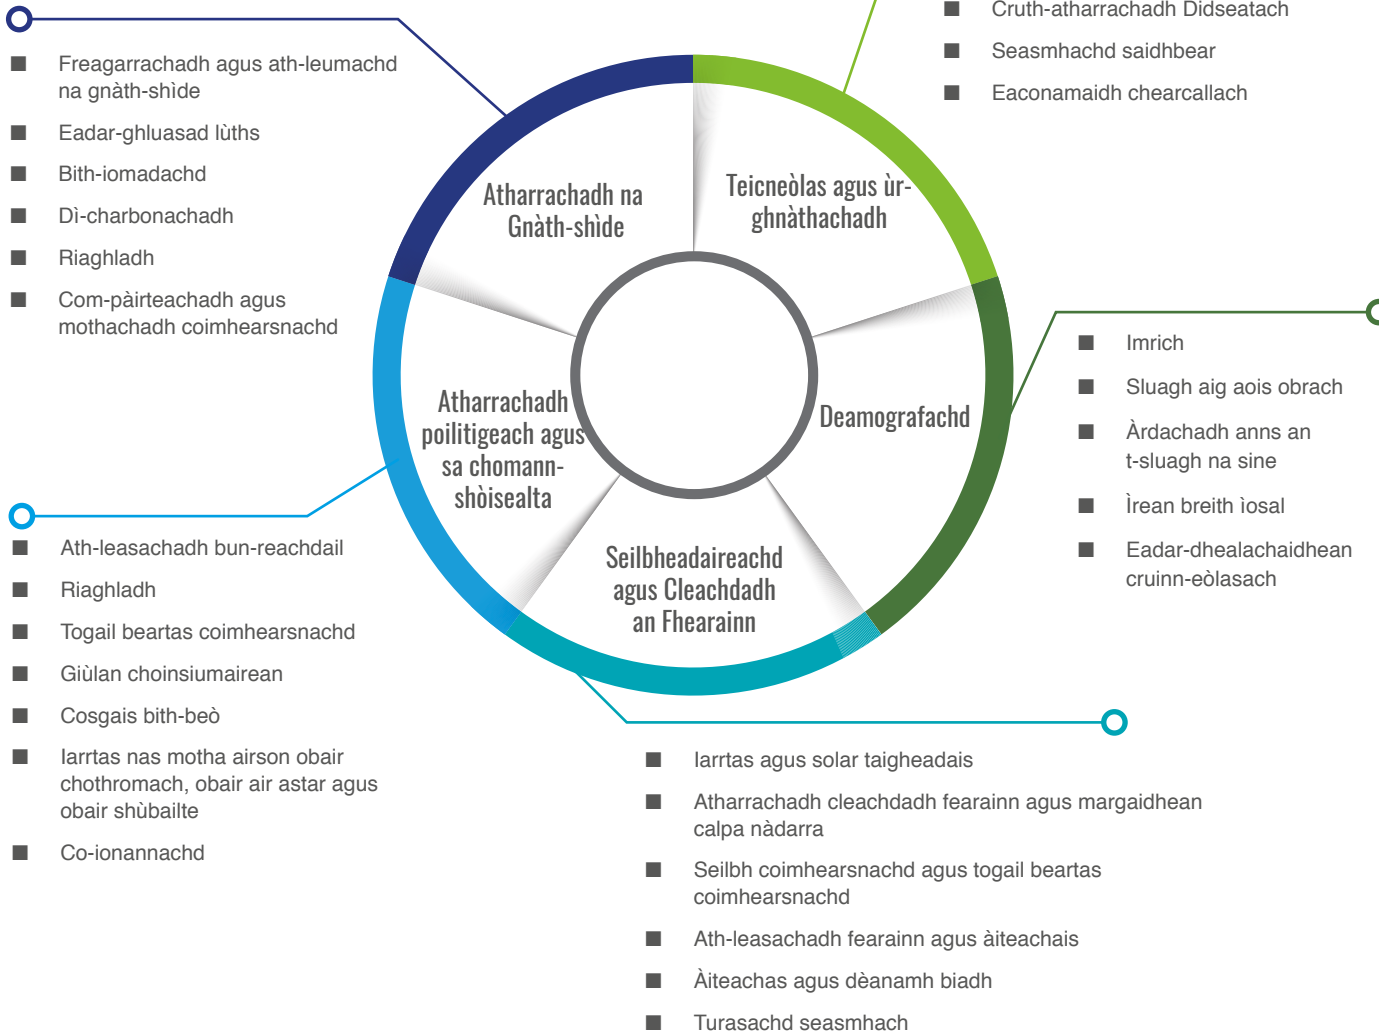 Freagarrachadh agus ath-leumachd
na gnàth-shìde
Eadar-ghluasad lùths
Bith-iomadachd
Dì-charbonachadh
Riaghladh
Com-pàirteachadh agus
mothachadh coimhearsnachd
Cruth-atharrachadh Didseatach
Seasmhachd saidhbear
Eaconamaidh chearcallach
Atharrachadh na
Gnàth-shìde
Teicneòlas agus ùr-
ghnàthachadh
Atharrachadh
poilitigeach agus
sa chomann-
shòisealta
Deamografachd
Seilbheadaireachd
agus Cleachdadh
an Fhearainn
Imrich
Sluagh aig aois obrach
Àrdachadh anns an
t-sluagh na sine
Ìrean breith ìosal
Eadar-dhealachaidhean
cruinn-eòlasach
Ath-leasachadh bun-reachdail
Riaghladh
Togail beartas coimhearsnachd
Giùlan choinsiumairean
Cosgais bith-beò
Iarrtas nas motha airson obair
chothromach, obair air astar agus
obair shùbailte
Co-ionannachd
Iarrtas agus solar taigheadais
Atharrachadh cleachdadh fearainn agus margaidhean
calpa nàdarra
Seilbh coimhearsnachd agus togail beartas
coimhearsnachd
Ath-leasachadh fearainn agus àiteachais
Àiteachas agus dèanamh biadh
Turasachd seasmhach